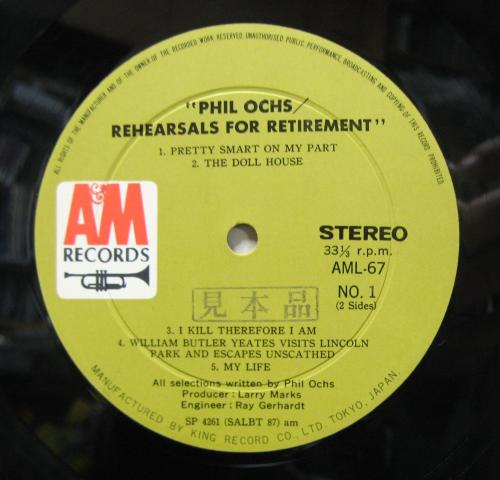 ALL RIGHTS OF THE MANUFACTURER AND OF THE OWNER OF THE RECORDED WORK RESERVED. UNAUTHORISED PUBLIC PERFORMANCE, BROADCASTING AND COPYING OF THIS RECORD PROHIBITED.
"PHIL OCHS/
REHEARSALS FOR RETIREMENT"
1. PRETTY SMART ON MY PART
2. THE DOLL HOUSE
A&M
RECORDS
STEREO
33⅓ r.p.m.
AML-67
NO. 1
(2 Sides)
見本品
3. I KILL THEREFORE I AM
4. WILLIAM BUTLER YEATES VISITS LINCOLN
PARK AND ESCAPES UNSCATHED
5. MY LIFE
All selections written by Phil Ochs
Producer : Larry Marks
Engineer : Ray Gerhardt
SP 4261 (SALBT 87) am
MANUFACTURED BY KING RECORD CO., LTD. TOKYO, JAPAN.